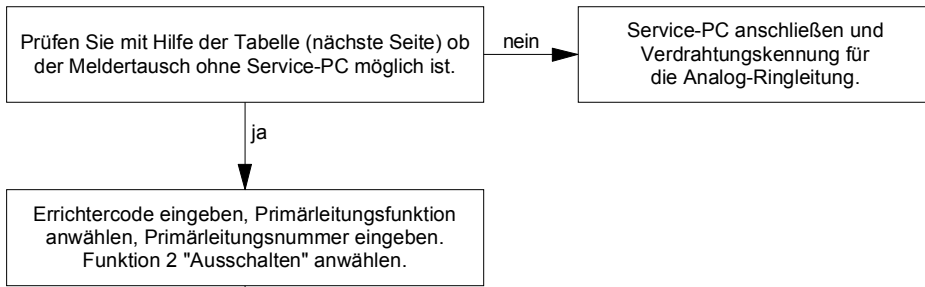 Prüfen Sie mit Hilfe der Tabelle (nächste Seite) ob
der Meldertausch ohne Service-PC möglich ist.
nein
Service-PC anschließen und
Verdrahtungskennung für
die Analog-Ringleitung.
ja
Errichtercode eingeben, Primärleitungsfunktion
anwählen, Primärleitungsnummer eingeben.
Funktion 2 "Ausschalten" anwählen.